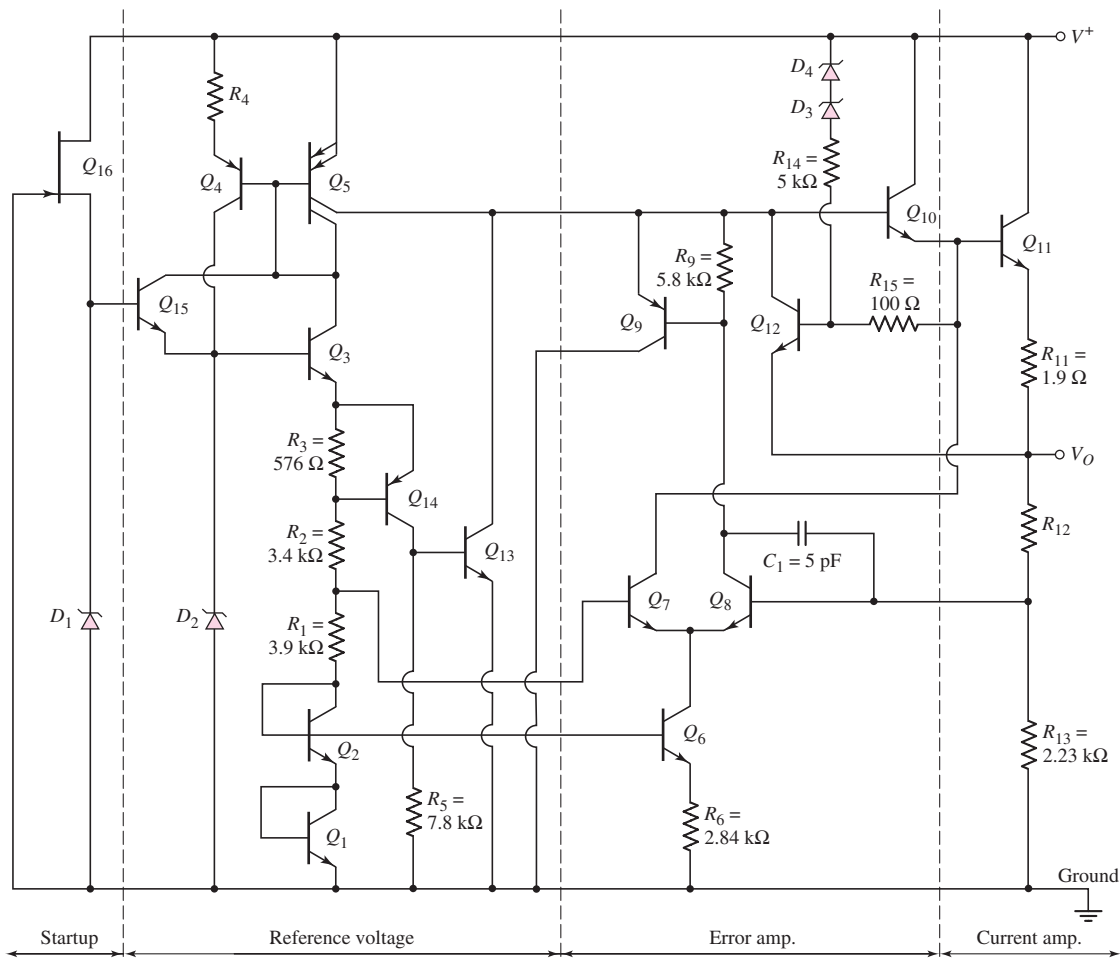 V⁺
R₄
D₄
D₃
R₁₄ =
5 kΩ
Q₁₆
Q₄
Q₅
Q₁₀
Q₁₁
R₉ =
5.8 kΩ
R₁₅ =
100 Ω
Q₁₅
Q₉
Q₁₂
Q₃
R₁₁ =
1.9 Ω
R₃ =
576 Ω
V_O
Q₁₄
R₂ =
3.4 kΩ
Q₁₃
R₁₂
C₁ = 5 pF
Q₇
Q₈
D₁
D₂
R₁ =
3.9 kΩ
Q₂
Q₆
R₁₃ =
2.23 kΩ
Q₁
R₅ =
7.8 kΩ
R₆ =
2.84 kΩ
Ground
Startup
Reference voltage
Error amp.
Current amp.